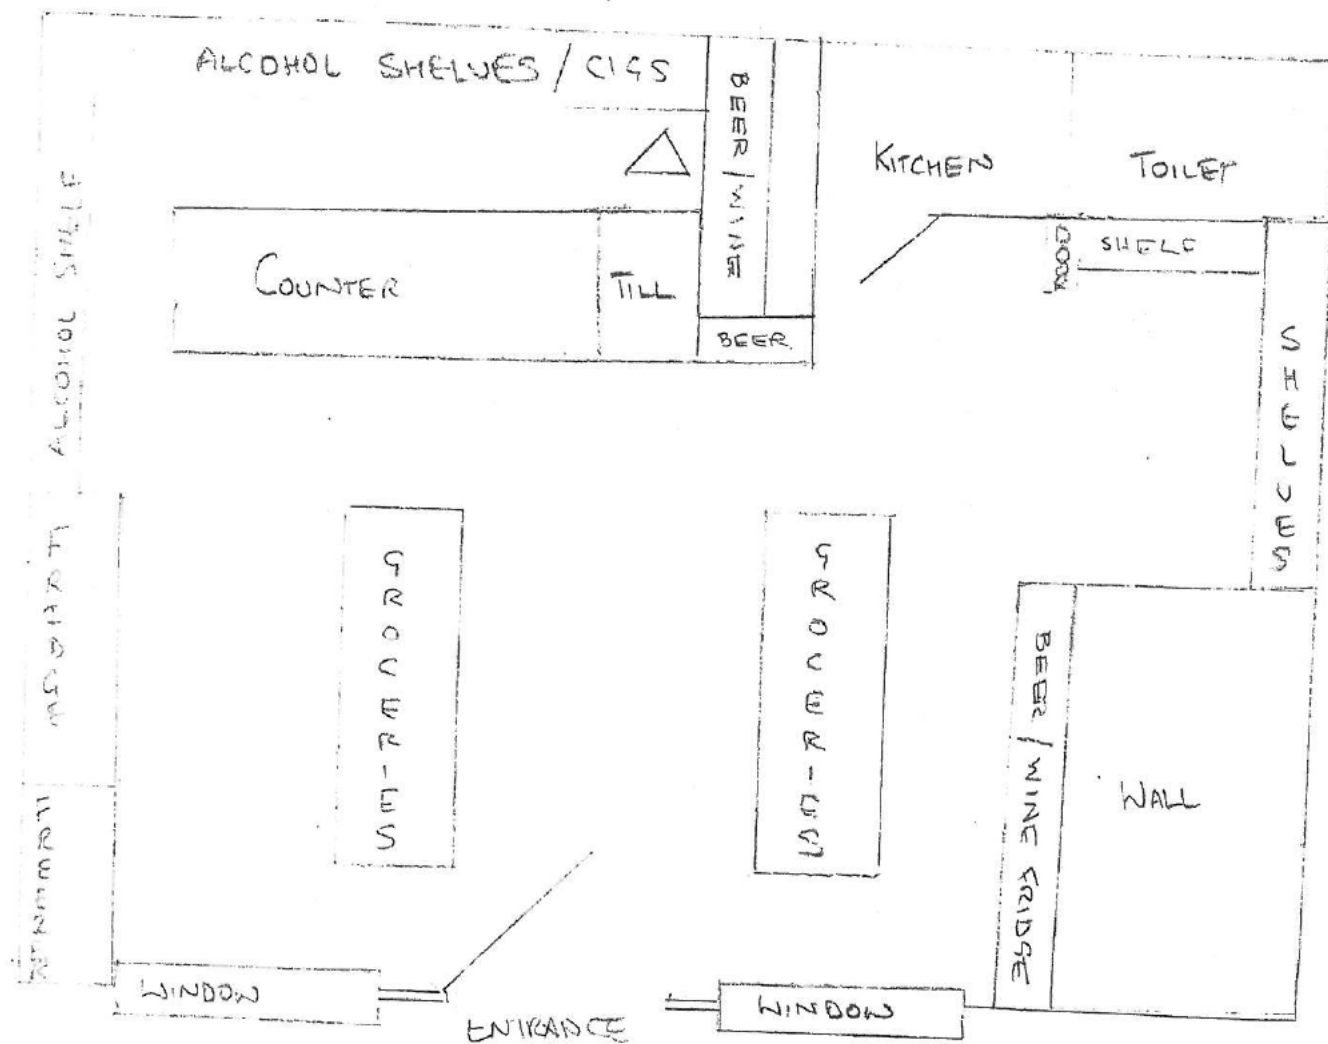 ALCOHOL SHELVES / CIGS
BEER / WINE
KITCHEN
TOILET
ALCOHOL SHELF
COUNTER
TILL
BEER
DOOR
SHELF
SHELVES
GROCERIES
GROCERIES
BEER / WINE FRIDGE
WALL
WINDOW
ENTRANCE
WINDOW